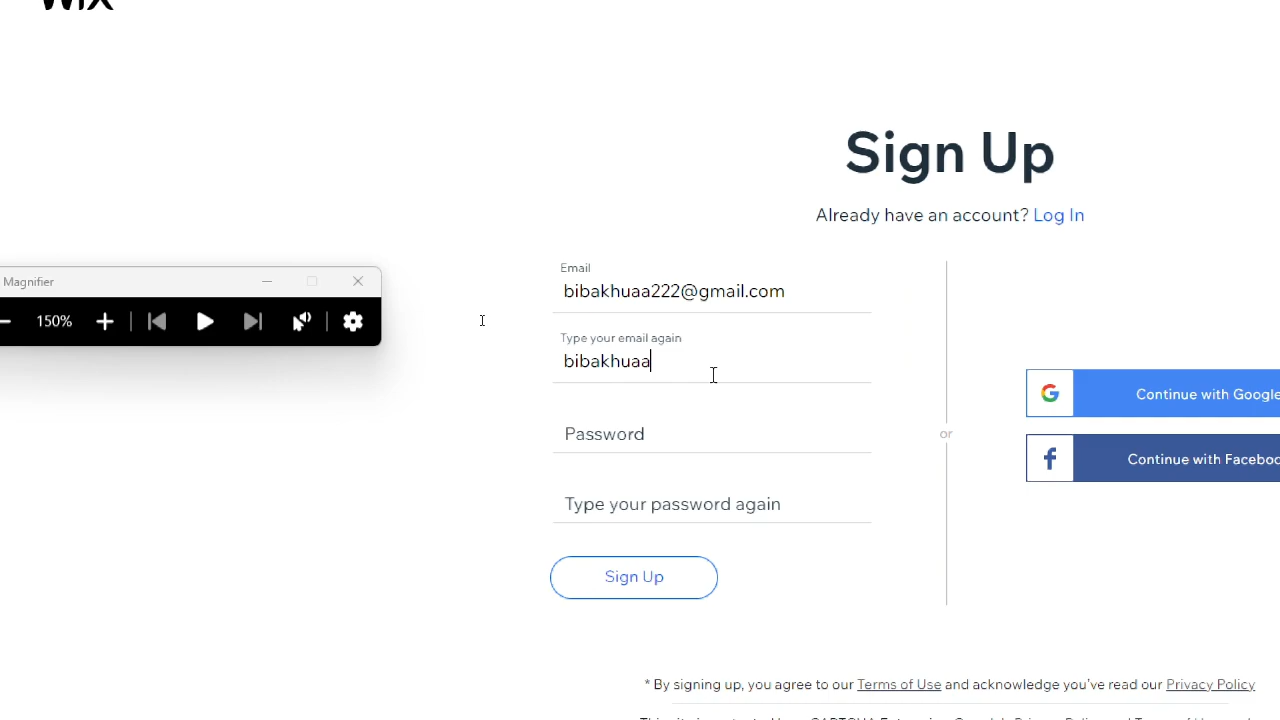 WIX
Sign Up
Already have an account? Log In
Magnifier
150%
Email
bibakhuaa222@gmail.com
Type your email again
bibakhuaa
Password
Type your password again
Sign Up
or
Continue with Google
Continue with Faceboo
* By signing up, you agree to our Terms of Use and acknowledge you've read our Privacy Policy